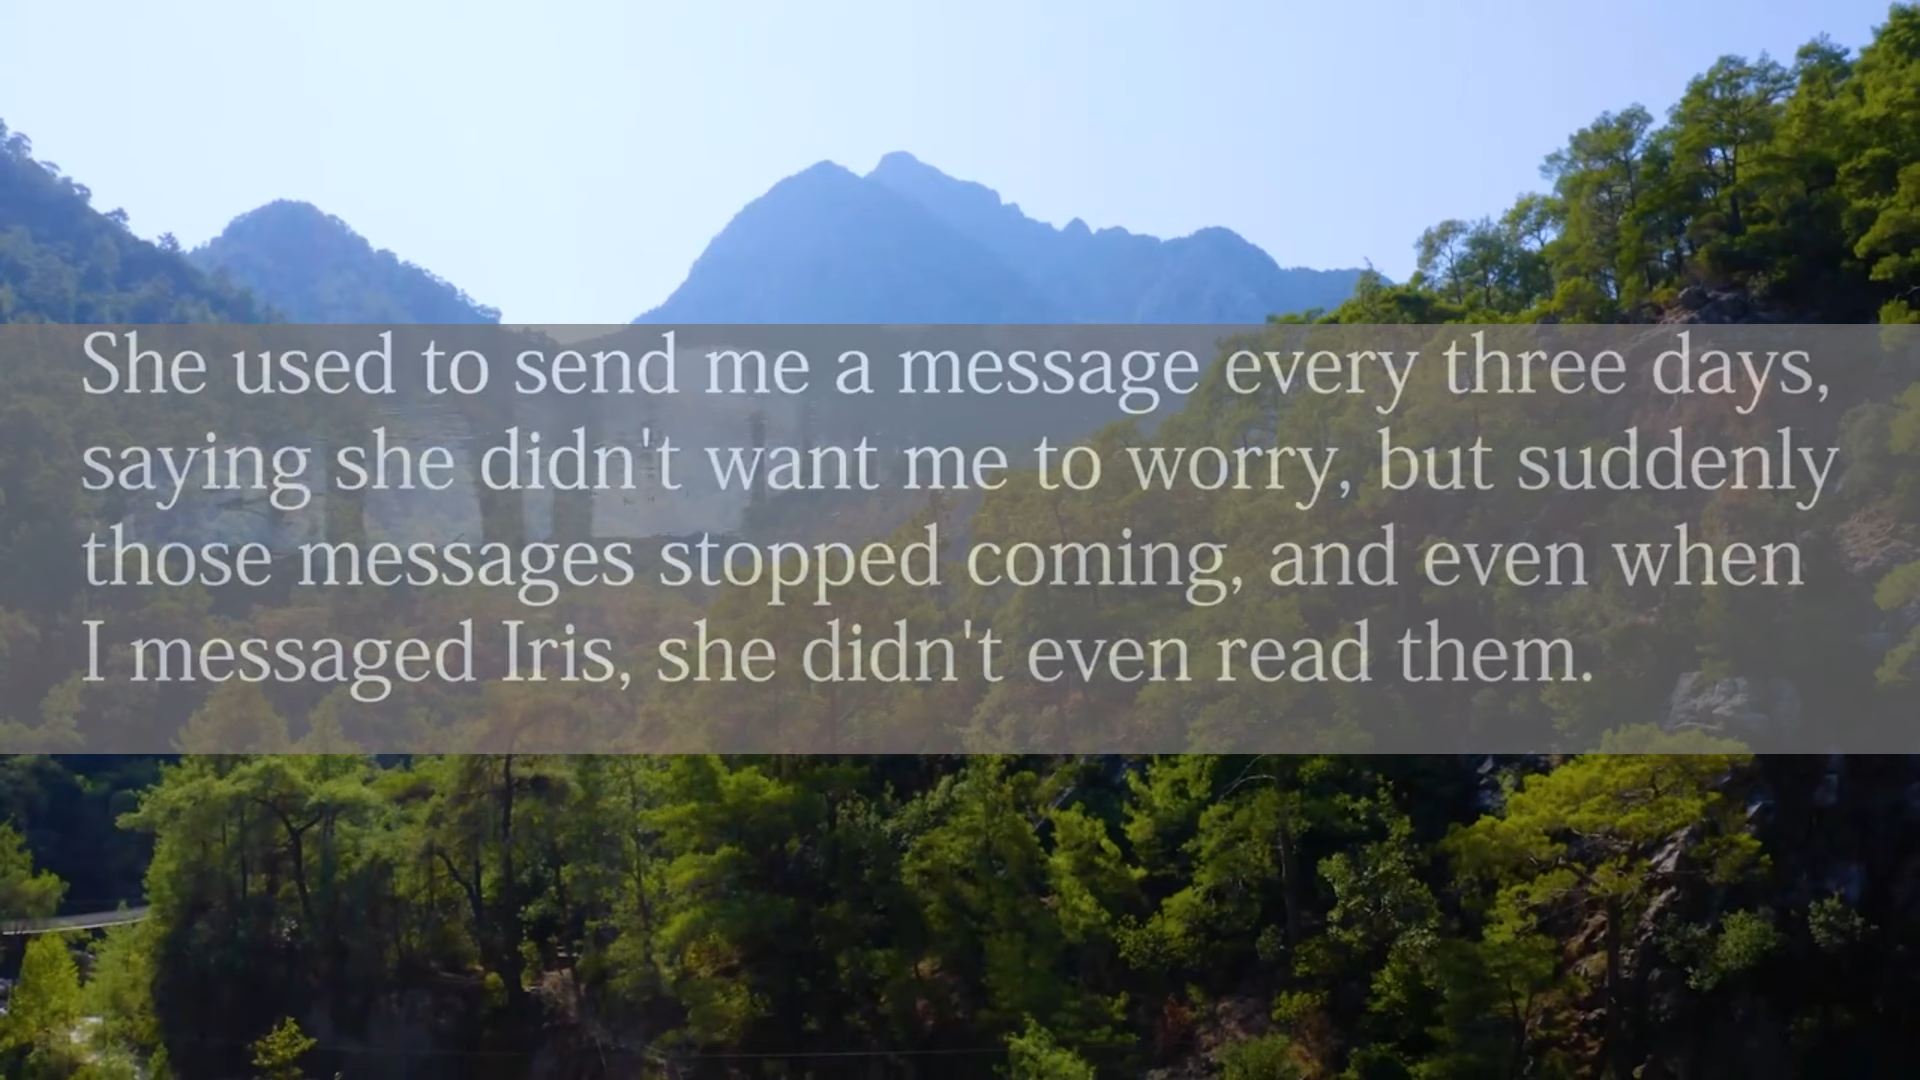 She used to send me a message every three days,
saying she didn't want me to worry, but suddenly
those messages stopped coming, and even when
I messaged Iris, she didn't even read them.